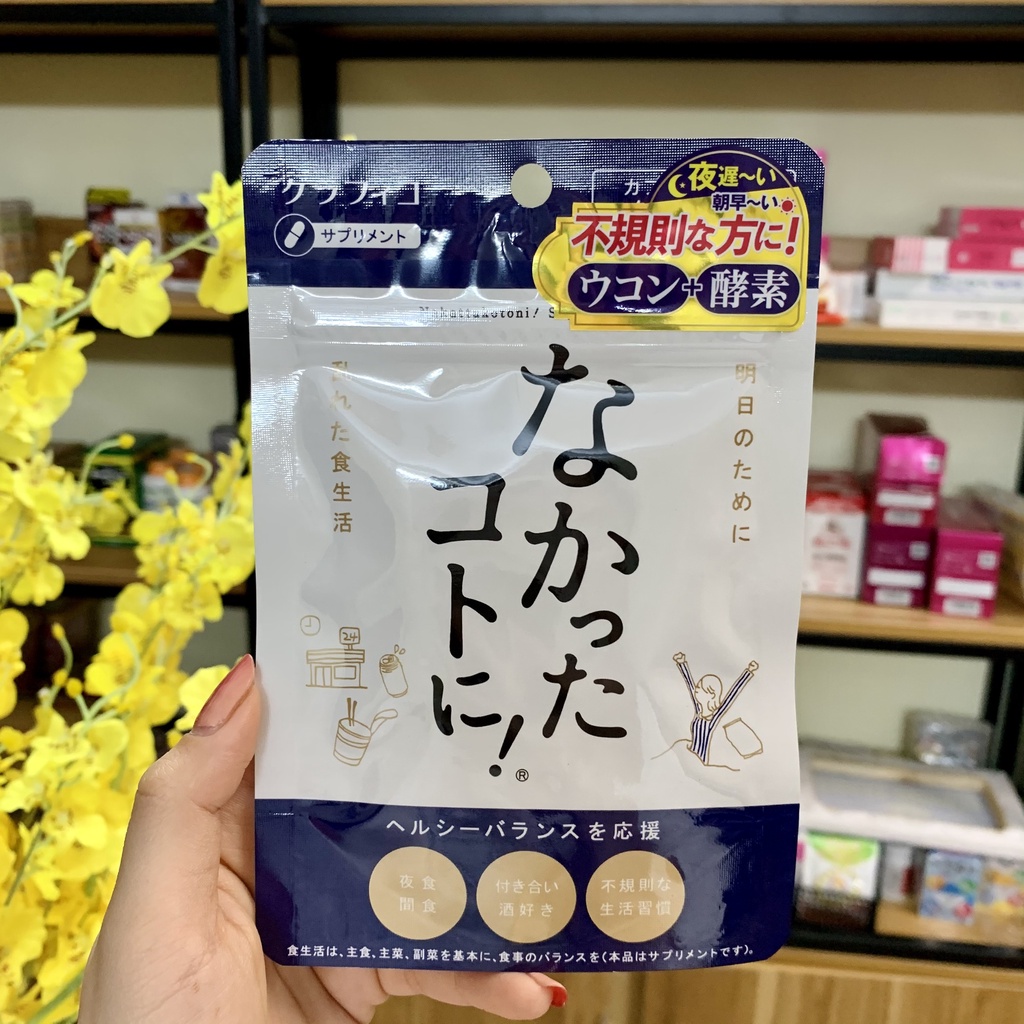 グラフィコ
サプリメント
夜遅〜い
朝早〜い
不規則な方に!
ウコン+酵素
Nakattakotoni!
明日のために
なかった
コトに!®
乱れた食生活
24
ヘルシーバランスを応援
夜食
間食
付き合い
酒好き
不規則な
生活習慣
食生活は、主食、主菜、副菜を基本に、食事のバランスを(本品はサプリメントです)。